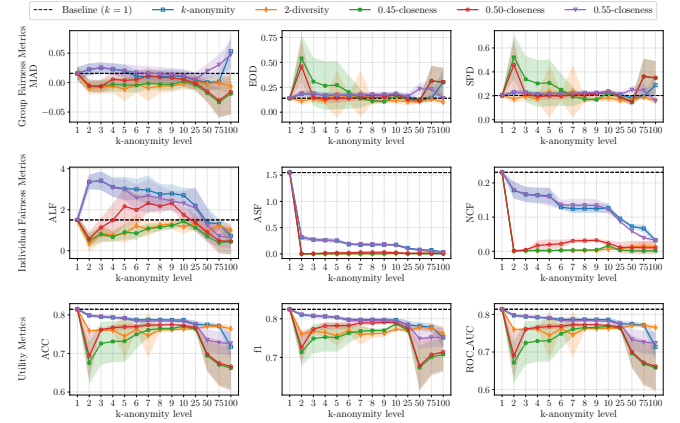 Baseline (k = 1) k-anonymity 2-diversity 0.45-closeness 0.50-closeness 0.55-closeness
Group Fairness Metrics
MAD
0.05
0.00
−0.05
1 2 3 4 5 6 7 8 9 10 25 50 75 100
k-anonymity level
EOD
0.75
0.50
0.25
0.00
1 2 3 4 5 6 7 8 9 10 25 50 75 100
k-anonymity level
SPD
0.6
0.4
0.2
0.0
1 2 3 4 5 6 7 8 9 10 25 50 75 100
k-anonymity level
Individual Fairness Metrics
ALF
4
2
0
1 2 3 4 5 6 7 8 9 10 25 50 75 100
k-anonymity level
ASF
1.5
1.0
0.5
0.0
1 2 3 4 5 6 7 8 9 10 25 50 75 100
k-anonymity level
NCF
0.2
0.1
0.0
1 2 3 4 5 6 7 8 9 10 25 50 75 100
k-anonymity level
Utility Metrics
ACC
0.8
0.7
0.6
1 2 3 4 5 6 7 8 9 10 25 50 75 100
k-anonymity level
f1
0.8
0.7
1 2 3 4 5 6 7 8 9 10 25 50 75 100
k-anonymity level
ROC_AUC
0.8
0.7
0.6
1 2 3 4 5 6 7 8 9 10 25 50 75 100
k-anonymity level